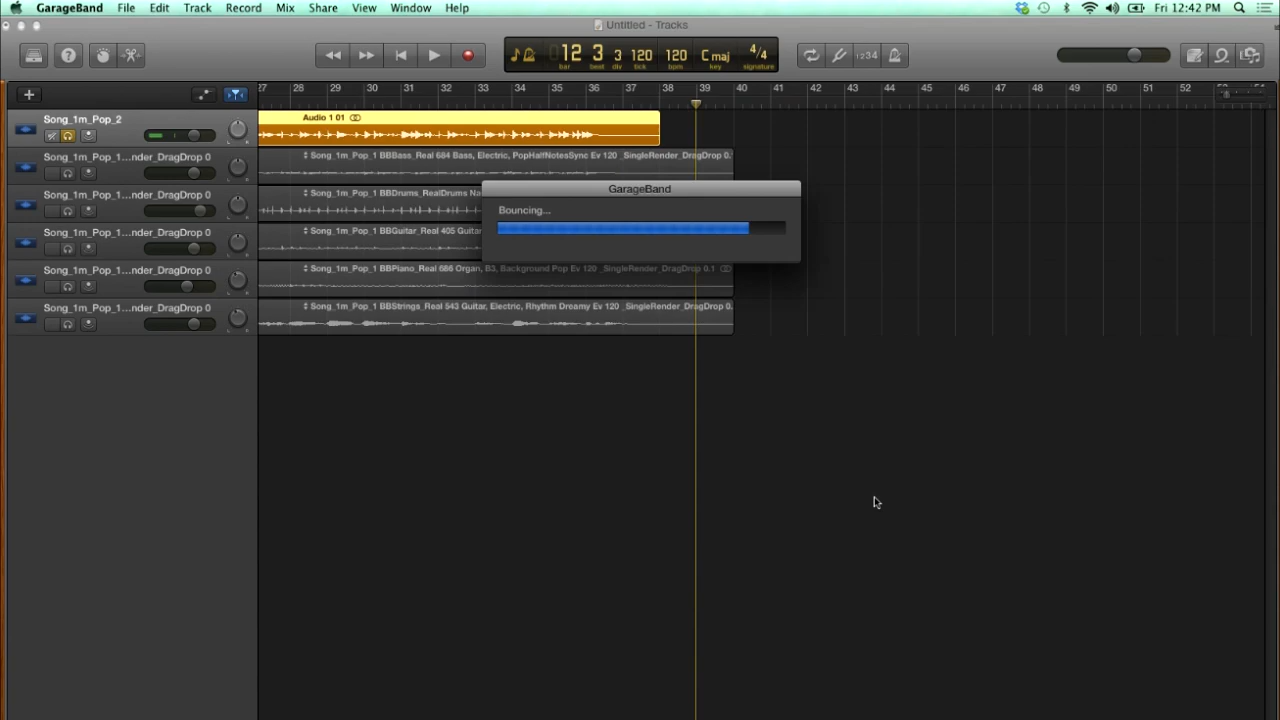 GarageBand File Edit Track Record Mix Share View Window Help
Fri 12:42 PM
Untitled - Tracks
12 3 3 120 120 C maj 4/4
bar beat div tick bpm key signature
1234
27 28 29 30 31 32 33 34 35 36 37 38 39 40 41 42 43 44 45 46 47 48 49 50 51 52
Song_1m_Pop_2
Audio 1 01
Song_1m_Pop_1...nder_DragDrop 0
Song_1m_Pop_1 BBBass_Real 684 Bass, Electric, PopHalfNotesSync Ev 120 _SingleRender_DragDrop 0.
Song_1m_Pop_1...nder_DragDrop 0
Song_1m_Pop_1 BBDrums_RealDrums Na
GarageBand
Bouncing...
Song_1m_Pop_1...nder_DragDrop 0
Song_1m_Pop_1 BBGuitar_Real 405 Guitar
Song_1m_Pop_1...nder_DragDrop 0
Song_1m_Pop_1 BBPiano_Real 686 Organ, B3, Background Pop Ev 120 _SingleRender_DragDrop 0.1
Song_1m_Pop_1...nder_DragDrop 0
Song_1m_Pop_1 BBStrings_Real 543 Guitar, Electric, Rhythm Dreamy Ev 120 _SingleRender_DragDrop 0.